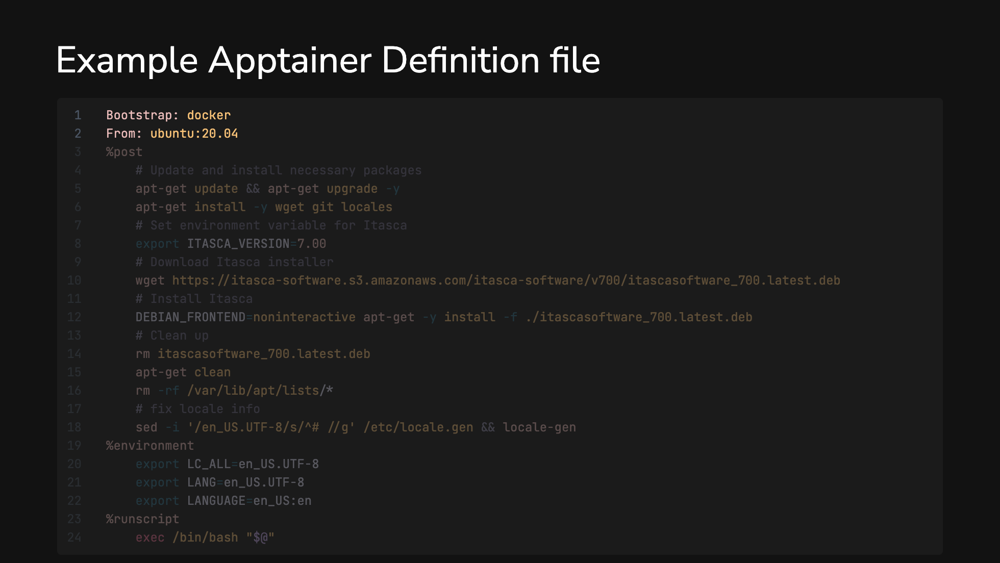 Example Apptainer Definition file
1 Bootstrap: docker
2 From: ubuntu:20.04
3 %post
4     # Update and install necessary packages
5     apt-get update && apt-get upgrade -y
6     apt-get install -y wget git locales
7     # Set environment variable for Itasca
8     export ITASCA_VERSION=7.00
9     # Download Itasca installer
10     wget https://itasca-software.s3.amazonaws.com/itasca-software/v700/itascasoftware_700.latest.deb
11     # Install Itasca
12     DEBIAN_FRONTEND=noninteractive apt-get -y install -f ./itascasoftware_700.latest.deb
13     # Clean up
14     rm itascasoftware_700.latest.deb
15     apt-get clean
16     rm -rf /var/lib/apt/lists/*
17     # fix locale info
18     sed -i '/en_US.UTF-8/s/^# //g' /etc/locale.gen && locale-gen
19 %environment
20     export LC_ALL=en_US.UTF-8
21     export LANG=en_US.UTF-8
22     export LANGUAGE=en_US:en
23 %runscript
24     exec /bin/bash "$@"